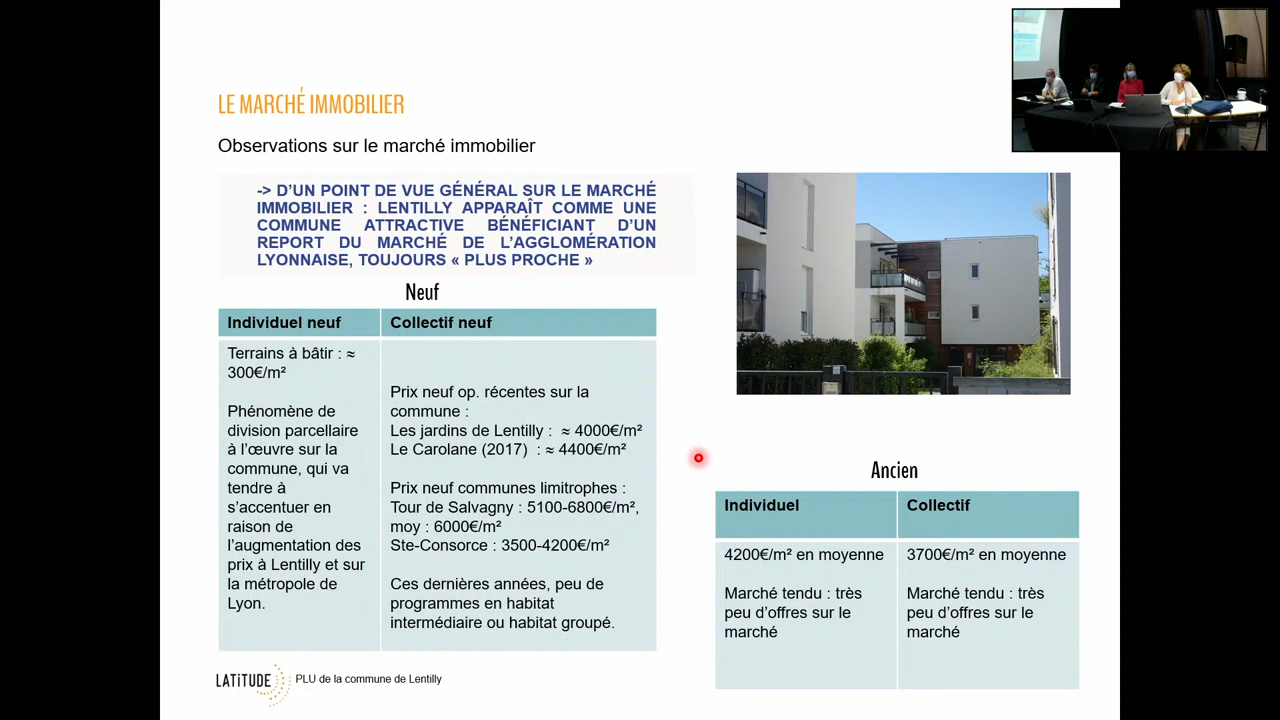 LE MARCHÉ IMMOBILIER
Observations sur le marché immobilier
-> D'UN POINT DE VUE GÉNÉRAL SUR LE MARCHÉ
IMMOBILIER : LENTILLY APPARAÎT COMME UNE
COMMUNE ATTRACTIVE BÉNÉFICIANT D'UN
REPORT DU MARCHÉ DE L'AGGLOMÉRATION
LYONNAISE, TOUJOURS « PLUS PROCHE »
Neuf
Individuel neuf
Terrains à bâtir : ≈
300€/m²
Phénomène de
division parcellaire
à l'œuvre sur la
commune, qui va
tendre à
s'accentuer en
raison de
l'augmentation des
prix à Lentilly et sur
la métropole de
Lyon.
Collectif neuf
Prix neuf op. récentes sur la
commune :
Les jardins de Lentilly : ≈ 4000€/m²
Le Carolane (2017) : ≈ 4400€/m²
Prix neuf communes limitrophes :
Tour de Salvagny : 5100-6800€/m²,
moy : 6000€/m²
Ste-Consorce : 3500-4200€/m²
Ces dernières années, peu de
programmes en habitat
intermédiaire ou habitat groupé.
Ancien
Individuel
4200€/m² en moyenne
Marché tendu : très
peu d'offres sur le
marché
Collectif
3700€/m² en moyenne
Marché tendu : très
peu d'offres sur le
marché
LATITUDE
PLU de la commune de Lentilly